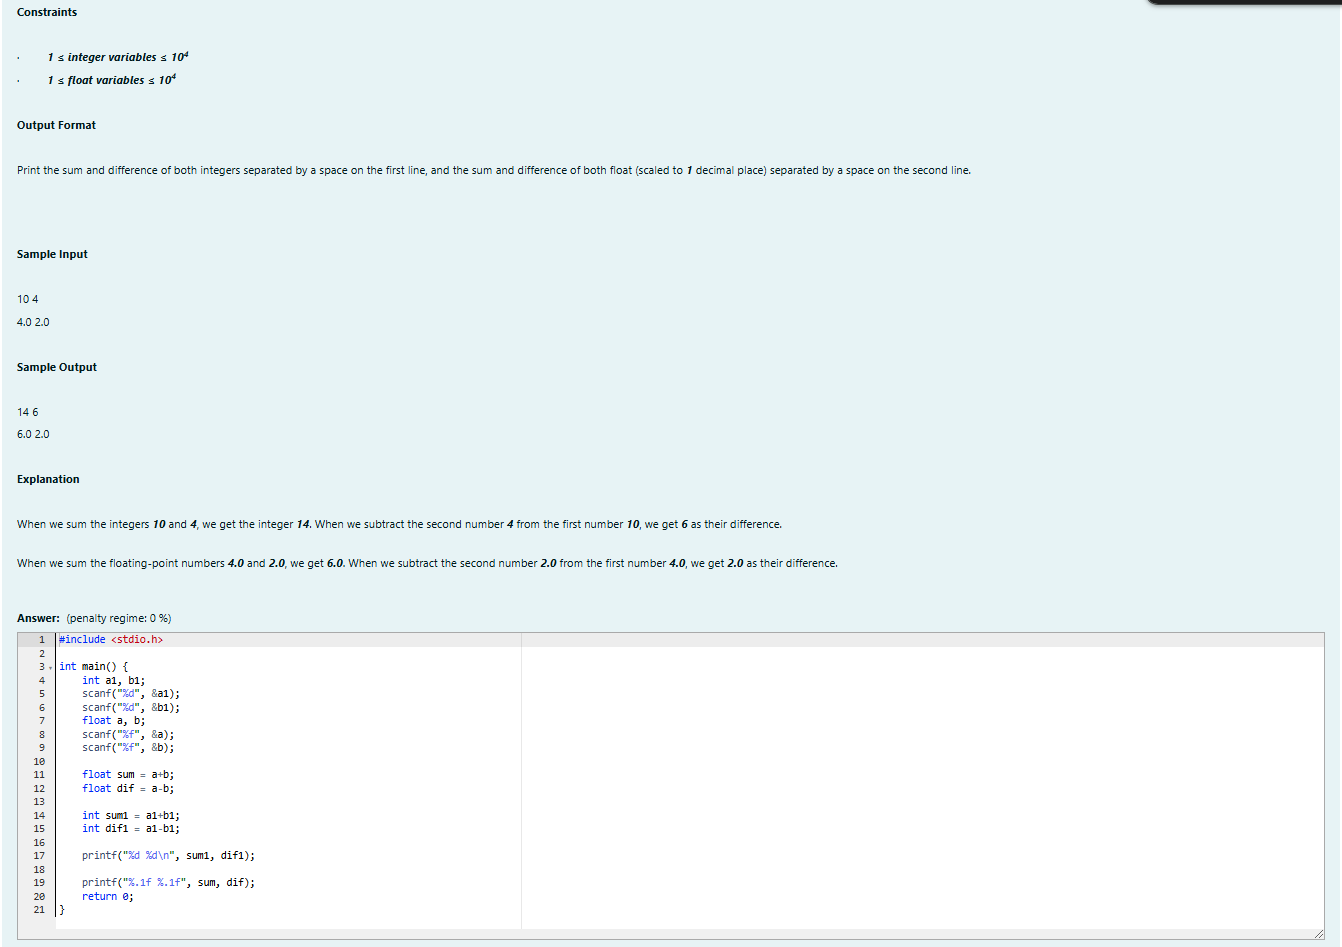 Constraints
· 1 ≤ integer variables ≤ 10⁴
· 1 ≤ float variables ≤ 10⁴
Output Format
Print the sum and difference of both integers separated by a space on the first line, and the sum and difference of both float (scaled to 1 decimal place) separated by a space on the second line.
Sample Input
10 4
4.0 2.0
Sample Output
14 6
6.0 2.0
Explanation
When we sum the integers 10 and 4, we get the integer 14. When we subtract the second number 4 from the first number 10, we get 6 as their difference.
When we sum the floating-point numbers 4.0 and 2.0, we get 6.0. When we subtract the second number 2.0 from the first number 4.0, we get 2.0 as their difference.
Answer: (penalty regime: 0 %)
1 #include <stdio.h>
2
3 int main() {
4     int a1, b1;
5     scanf("%d", &a1);
6     scanf("%d", &b1);
7     float a, b;
8     scanf("%f", &a);
9     scanf("%f", &b);
10
11     float sum = a+b;
12     float dif = a-b;
13
14     int sum1 = a1+b1;
15     int dif1 = a1-b1;
16
17     printf("%d %d\n", sum1, dif1);
18
19     printf("%.1f %.1f", sum, dif);
20     return 0;
21 }